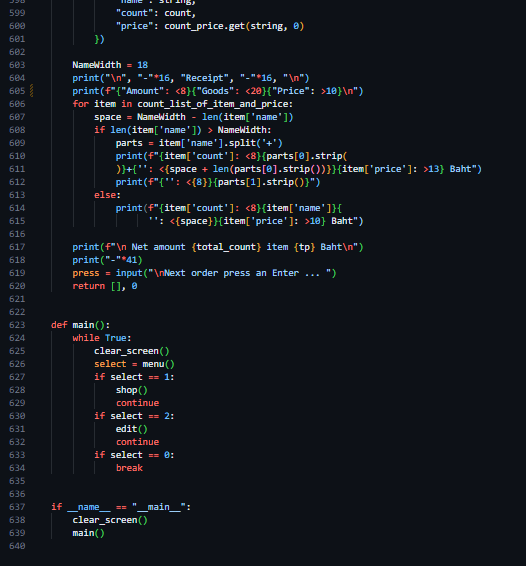 598 "name": string,
599 "count": count,
600 "price": count_price.get(string, 0)
601 })
602
603 NameWidth = 18
604 print("\n", "-"*16, "Receipt", "-"*16, "\n")
605 print(f"{"Amount": <8}{"Goods": <20}{"Price": >10}\n")
606 for item in count_list_of_item_and_price:
607 space = NameWidth - len(item['name'])
608 if len(item['name']) > NameWidth:
609 parts = item['name'].split('+')
610 print(f"{item['count']: <8}{parts[0].strip(
611 )}+{'': <{space + len(parts[0].strip())}}{item['price']: >13} Baht")
612 print(f"{'': <{8}}{parts[1].strip()}")
613 else:
614 print(f"{item['count']: <8}{item['name']}{
615 '': <{space}}{item['price']: >10} Baht")
616
617 print(f"\n Net amount {total_count} item {tp} Baht\n")
618 print("-"*41)
619 press = input("\nNext order press an Enter ... ")
620 return [], 0
621
622
623 def main():
624 while True:
625 clear_screen()
626 select = menu()
627 if select == 1:
628 shop()
629 continue
630 if select == 2:
631 edit()
632 continue
633 if select == 0:
634 break
635
636
637 if __name__ == "__main__":
638 clear_screen()
639 main()
640